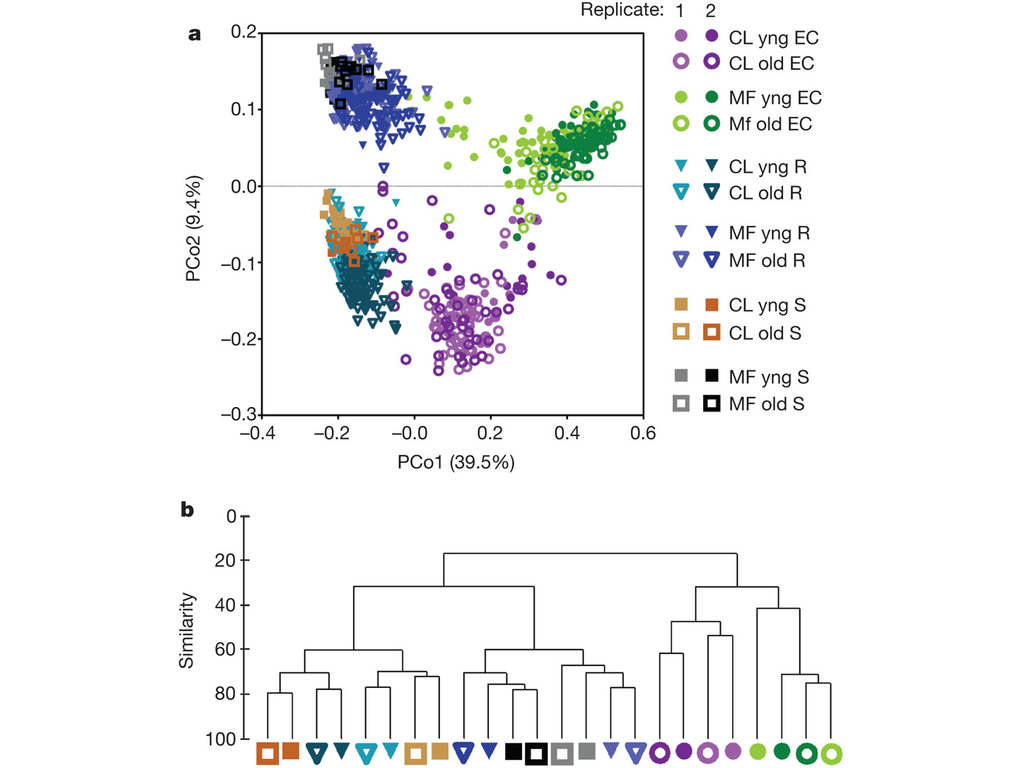 Replicate: 1 2
a
0.2
0.1
0.0
−0.1
−0.2
−0.3
PCo2 (9.4%)
−0.4 −0.2 −0.0 0.2 0.4 0.6
PCo1 (39.5%)
CL yng EC
CL old EC
MF yng EC
Mf old EC
CL yng R
CL old R
MF yng R
MF old R
CL yng S
CL old S
MF yng S
MF old S
b
0
20
40
60
80
100
Similarity